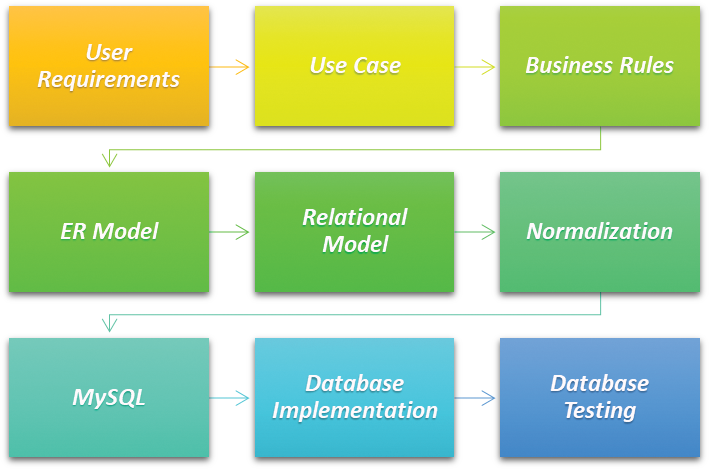 User
Requirements
Use Case
Business Rules
ER Model
Relational
Model
Normalization
MySQL
Database
Implementation
Database
Testing